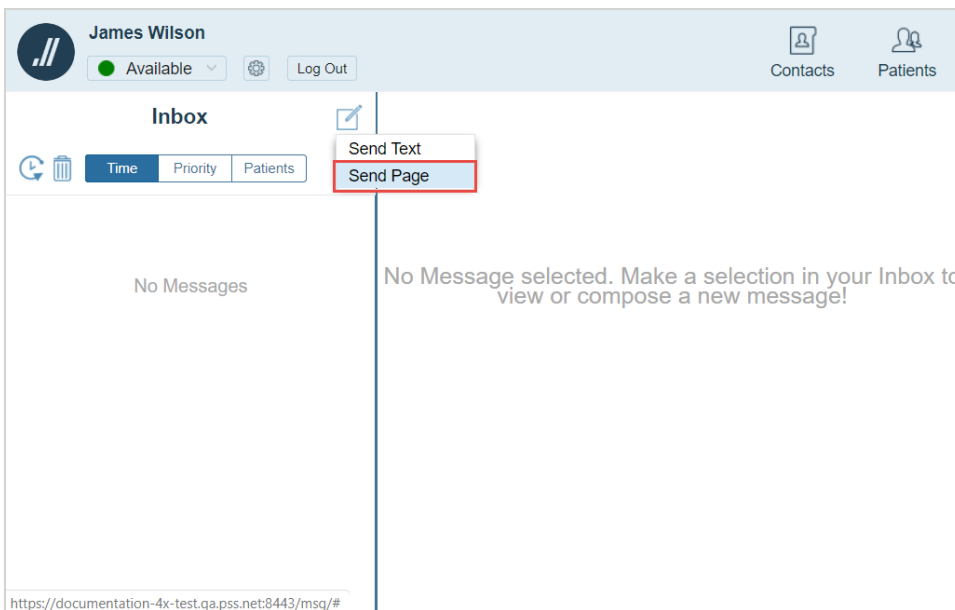 James Wilson
Available
Log Out
Contacts
Patients
Inbox
Send Text
Send Page
Time
Priority
Patients
No Messages
No Message selected. Make a selection in your Inbox to
view or compose a new message!
https://documentation-4x-test.qa.pss.net:8443/msg/#